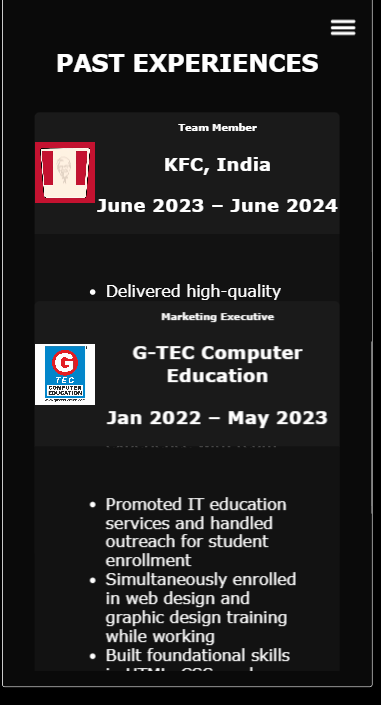 PAST EXPERIENCES
Team Member
KFC, India
June 2023 – June 2024
• Delivered high-quality
Marketing Executive
G-TEC Computer
Education
G
TEC
COMPUTER
EDUCATION
Jan 2022 – May 2023
• Promoted IT education
services and handled
outreach for student
enrollment
• Simultaneously enrolled
in web design and
graphic design training
while working
• Built foundational skills